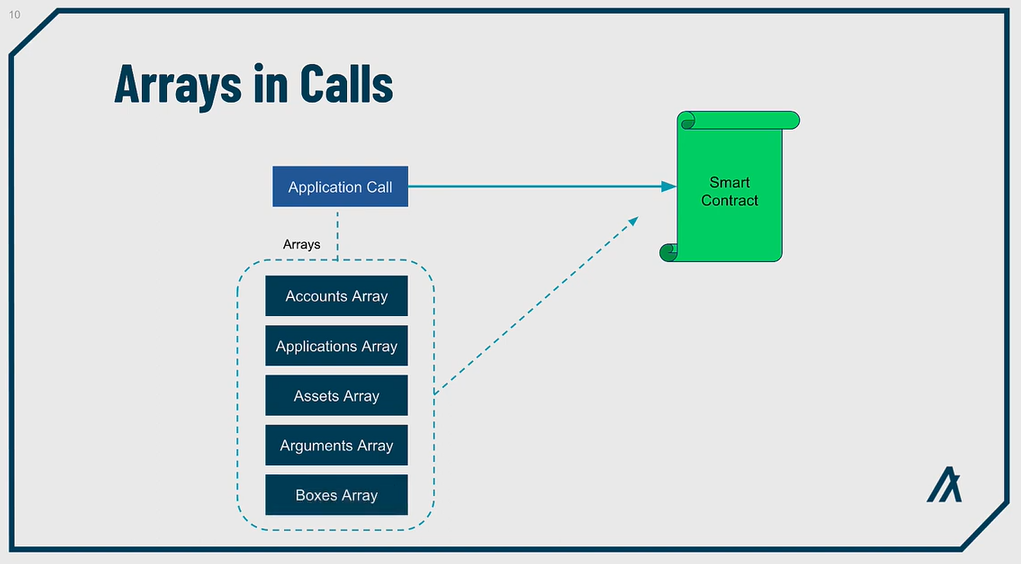 10
Arrays in Calls
Application Call
Smart
Contract
Arrays
Accounts Array
Applications Array
Assets Array
Arguments Array
Boxes Array